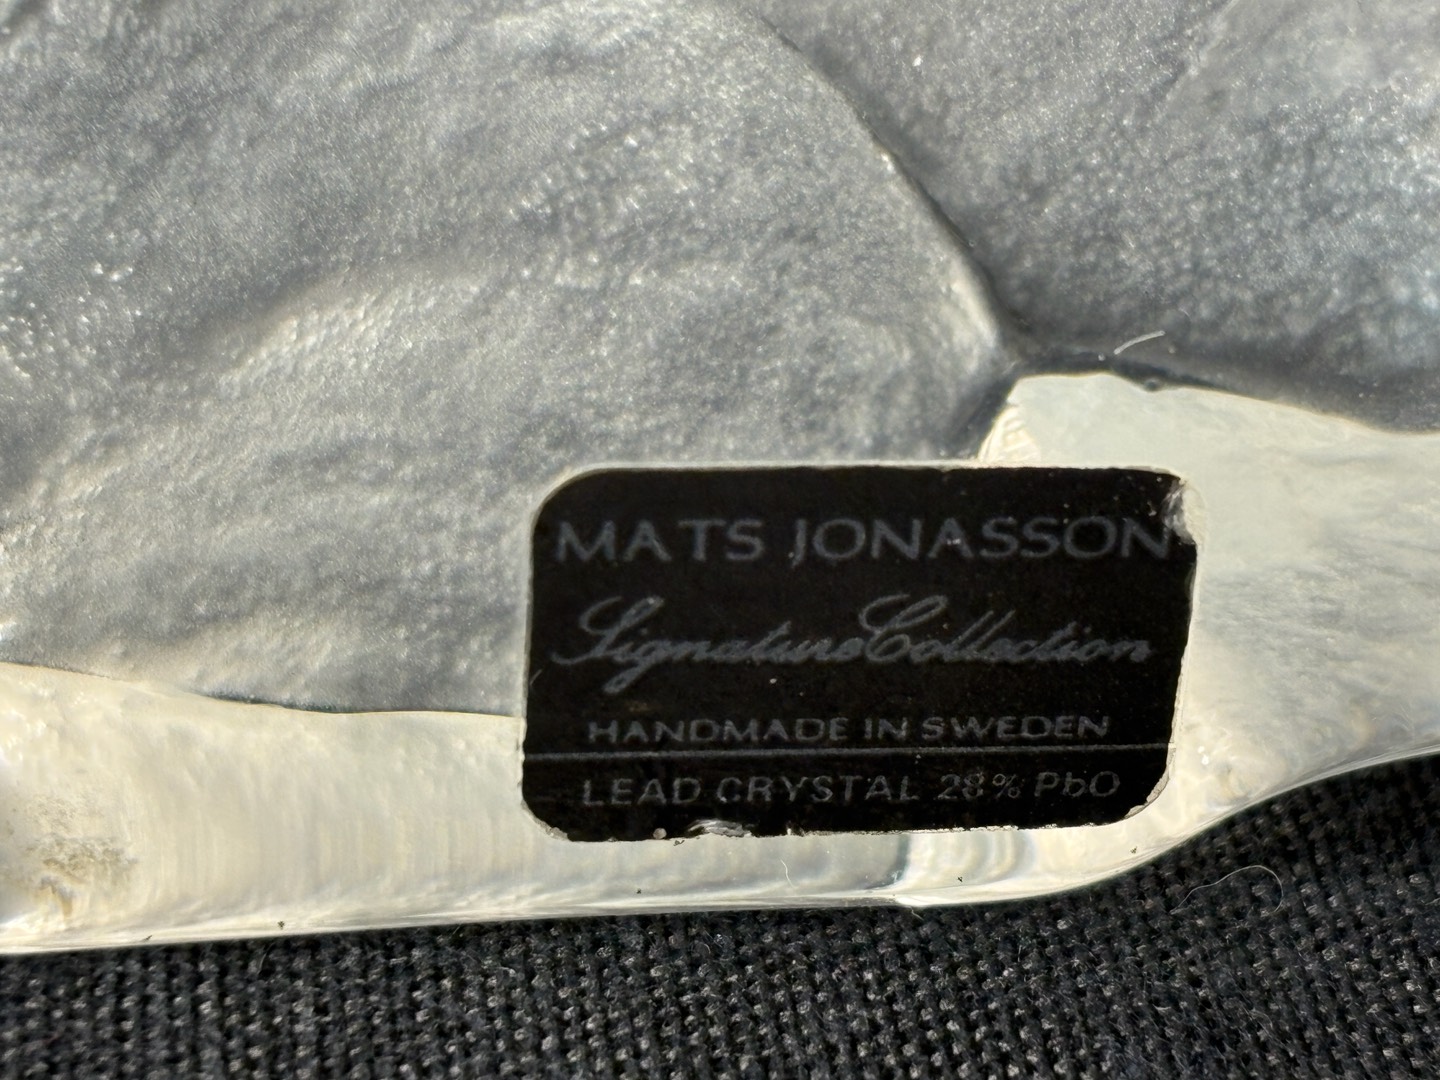 MATS JONASSON
Signature Collection
HANDMADE IN SWEDEN
LEAD CRYSTAL 28% PbO